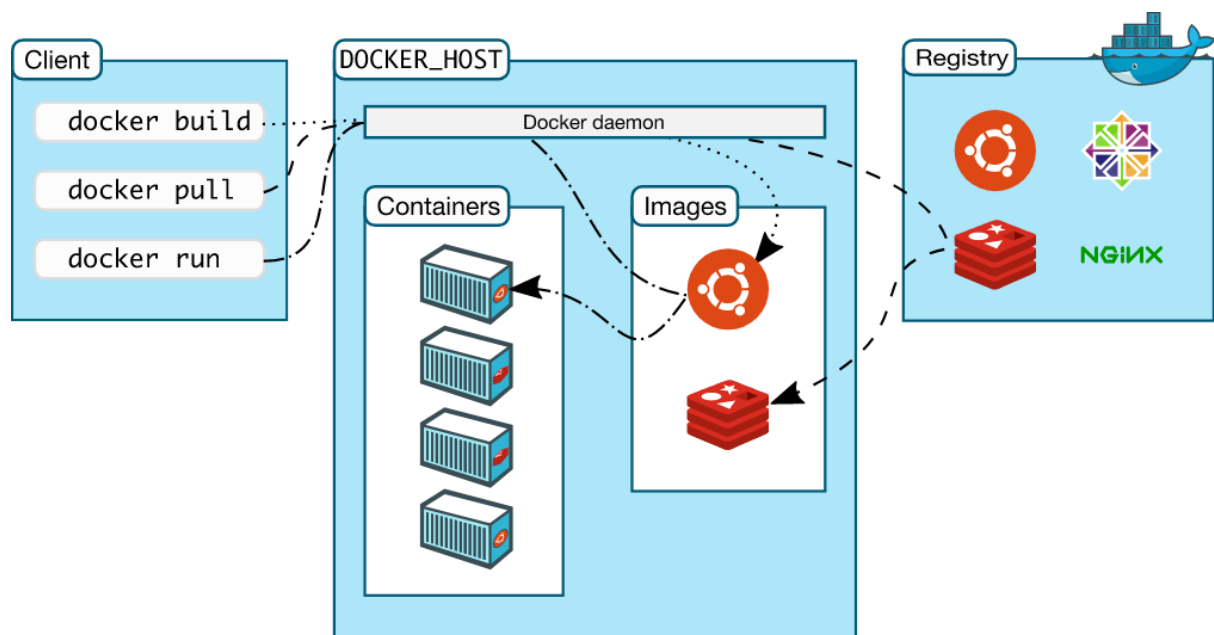 Client
docker build
docker pull
docker run
DOCKER_HOST
Docker daemon
Containers
Images
Registry
NGiNX